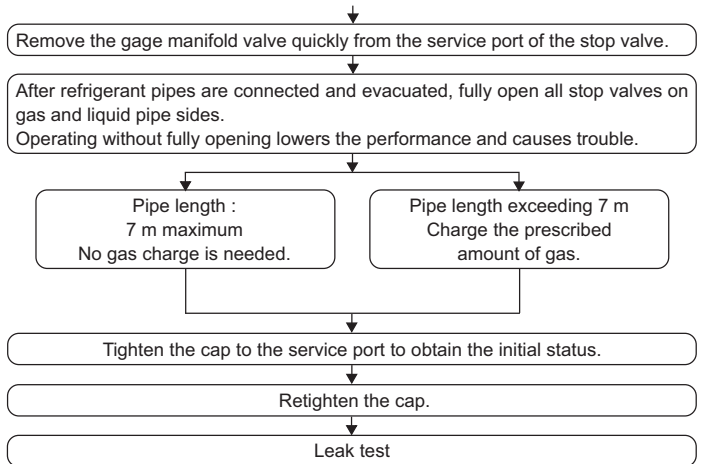 Remove the gage manifold valve quickly from the service port of the stop valve.
After refrigerant pipes are connected and evacuated, fully open all stop valves on
gas and liquid pipe sides.
Operating without fully opening lowers the performance and causes trouble.
Pipe length :
7 m maximum
No gas charge is needed.
Pipe length exceeding 7 m
Charge the prescribed
amount of gas.
Tighten the cap to the service port to obtain the initial status.
Retighten the cap.
Leak test